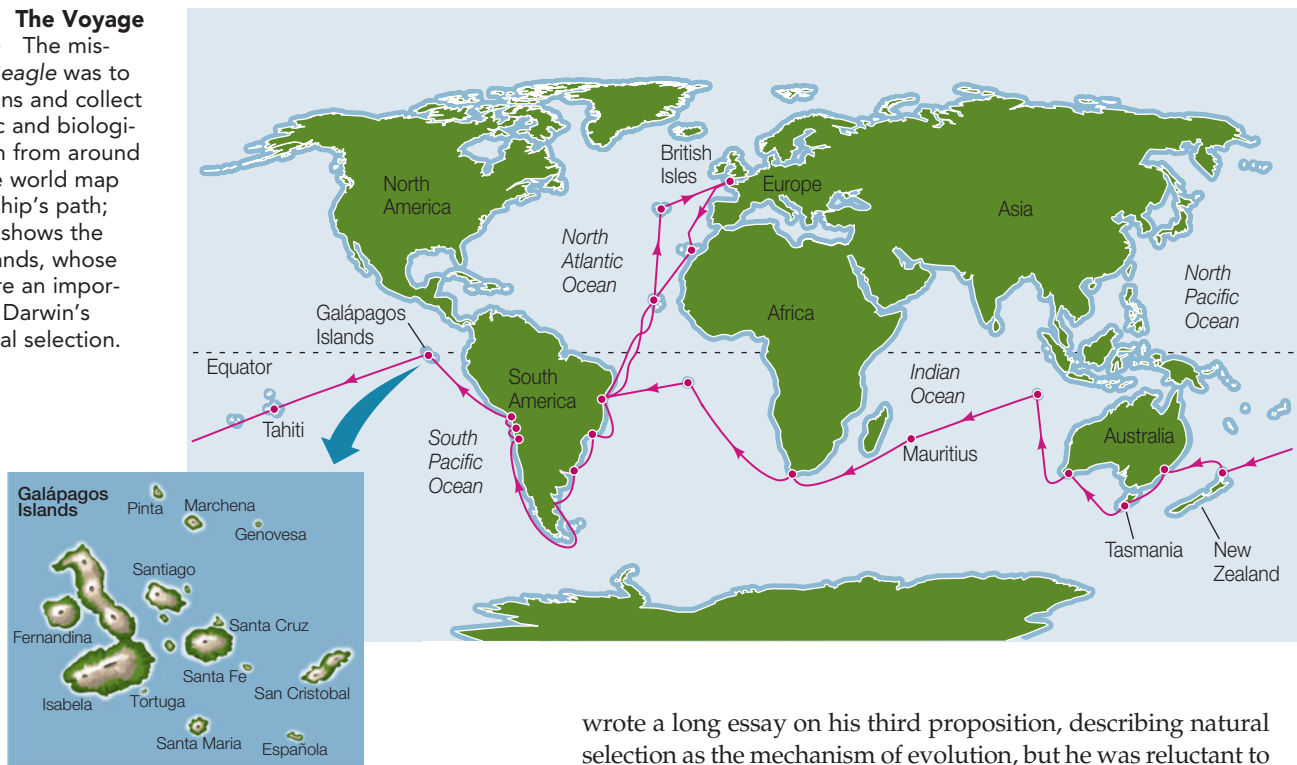 The Voyage
The mis-
eagle was to
ns and collect
c and biologi-
n from around
e world map
hip's path;
shows the
ands, whose
re an impor-
Darwin's
al selection.
North
America
British
Isles
Europe
Asia
North
Atlantic
Ocean
North
Pacific
Ocean
Galápagos
Islands
Africa
Equator
South
America
Indian
Ocean
Tahiti
South
Pacific
Ocean
Mauritius
Australia
Tasmania
New
Zealand
Galápagos
Islands
Pinta
Marchena
Genovesa
Santiago
Fernandina
Santa Cruz
Santa Fe
San Cristobal
Isabela
Tortuga
Santa Maria
Española
wrote a long essay on his third proposition, describing natural
selection as the mechanism of evolution, but he was reluctant to